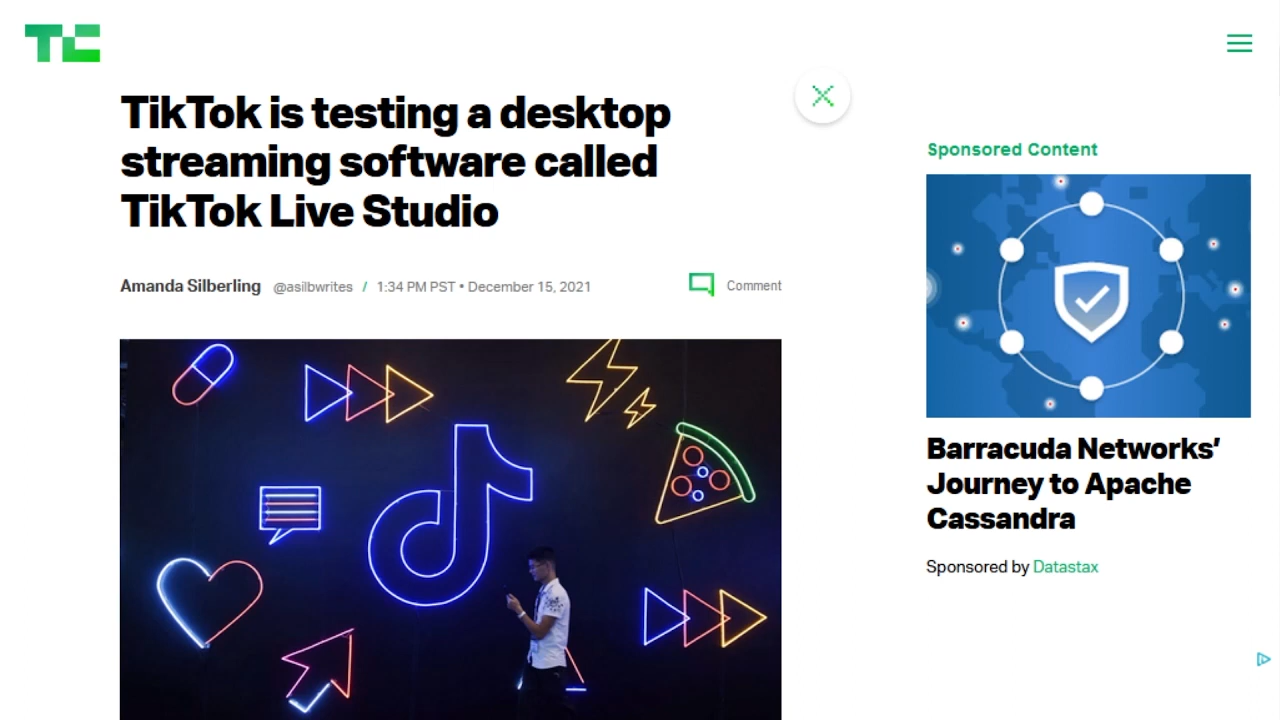 TC
TikTok is testing a desktop
streaming software called
TikTok Live Studio
Amanda Silberling @asilbwrites / 1:34 PM PST • December 15, 2021
Comment
Sponsored Content
Barracuda Networks’
Journey to Apache
Cassandra
Sponsored by Datastax